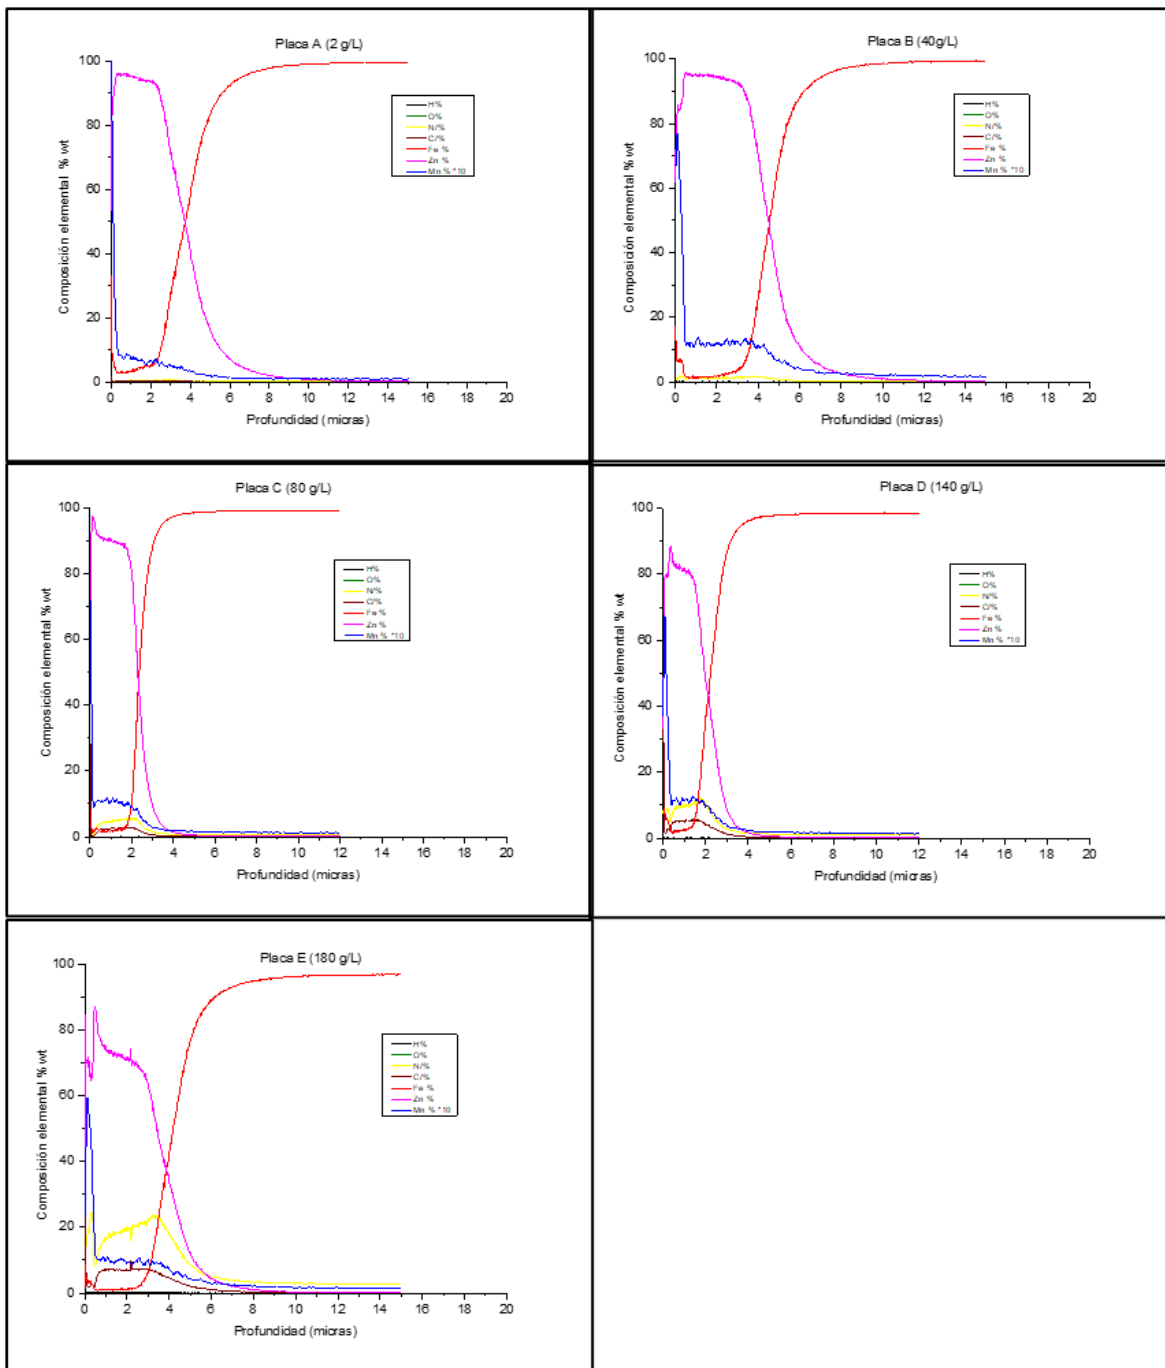 Placa A (2 g/L)
Composición elemental % wt
100
80
60
40
20
0
H%
O%
N/%
C/%
Fe %
Zn %
Mn % *10
0 2 4 6 8 10 12 14 16 18 20
Profundidad (micras)
Placa B (40g/L)
Composición elemental % wt
100
80
60
40
20
0
H%
O%
N/%
C/%
Fe %
Zn %
Mn % *10
0 2 4 6 8 10 12 14 16 18 20
Profundidad (micras)
Placa C (80 g/L)
Composición elemental % wt
100
80
60
40
20
0
H%
O%
N/%
C/%
Fe %
Zn %
Mn % *10
0 2 4 6 8 10 12 14 16 18 20
Profundidad (micras)
Placa D (140 g/L)
Composición elemental % wt
100
80
60
40
20
0
H%
O%
N/%
C/%
Fe %
Zn %
Mn % *10
0 2 4 6 8 10 12 14 16 18 20
Profundidad (micras)
Placa E (180 g/L)
Composición elemental % wt
100
80
60
40
20
0
H%
O%
N/%
C/%
Fe %
Zn %
Mn % *10
0 2 4 6 8 10 12 14 16 18 20
Profundidad (micras)